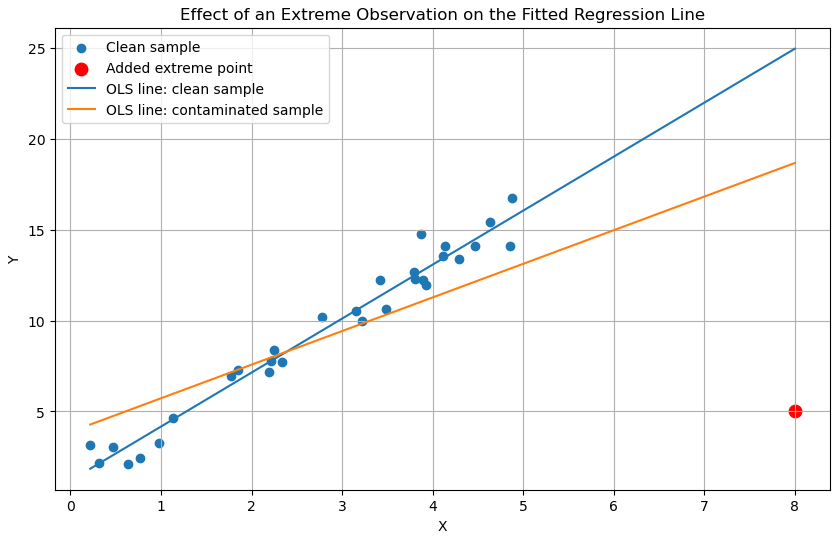 Effect of an Extreme Observation on the Fitted Regression Line
Clean sample
Added extreme point
OLS line: clean sample
OLS line: contaminated sample
25
20
15
10
5
Y
0 1 2 3 4 5 6 7 8
X